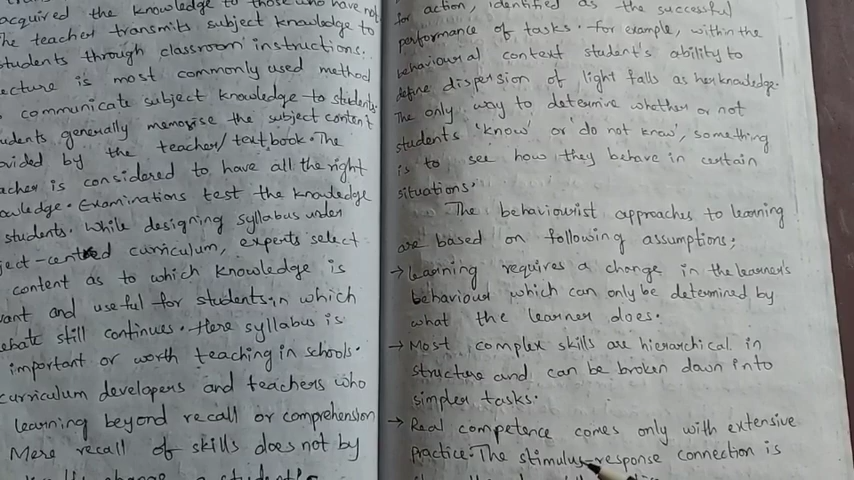 acquired the knowledge to those who have not
he teacher transmits subject knowledge to
students through classroom instructions.
ecture is most commonly used method
communicate subject knowledge to students.
udents generally memorise the subject content
ovided by the teacher/textbook. The
acher is considered to have all the right
owledge. Examinations test the knowledge
students. While designing syllabus under
ject-centred curriculum, experts select
content as to which knowledge is
vant and useful for students, in which
ebate still continues. Here syllabus is
important or worth teaching in schools.
curriculum developers and teachers who
learning beyond recall or comprehension
Mere recall of skills does not by
for action, identified as the successful
performance of tasks. For example, within the
behavioural context student's ability to
define dispersion of light falls as her knowledge.
The only way to determine whether or not
students 'know' or 'do not know', something
is to see how they behave in certain
situations.
The behaviourist approaches to learning
are based on following assumptions;
→ Learning requires a change in the learner's
behaviour which can only be determined by
what the learner does.
→ Most complex skills are hierarchical in
structure and can be broken down into
simpler tasks.
→ Real competence comes only with extensive
practice. The stimulus-response connection is